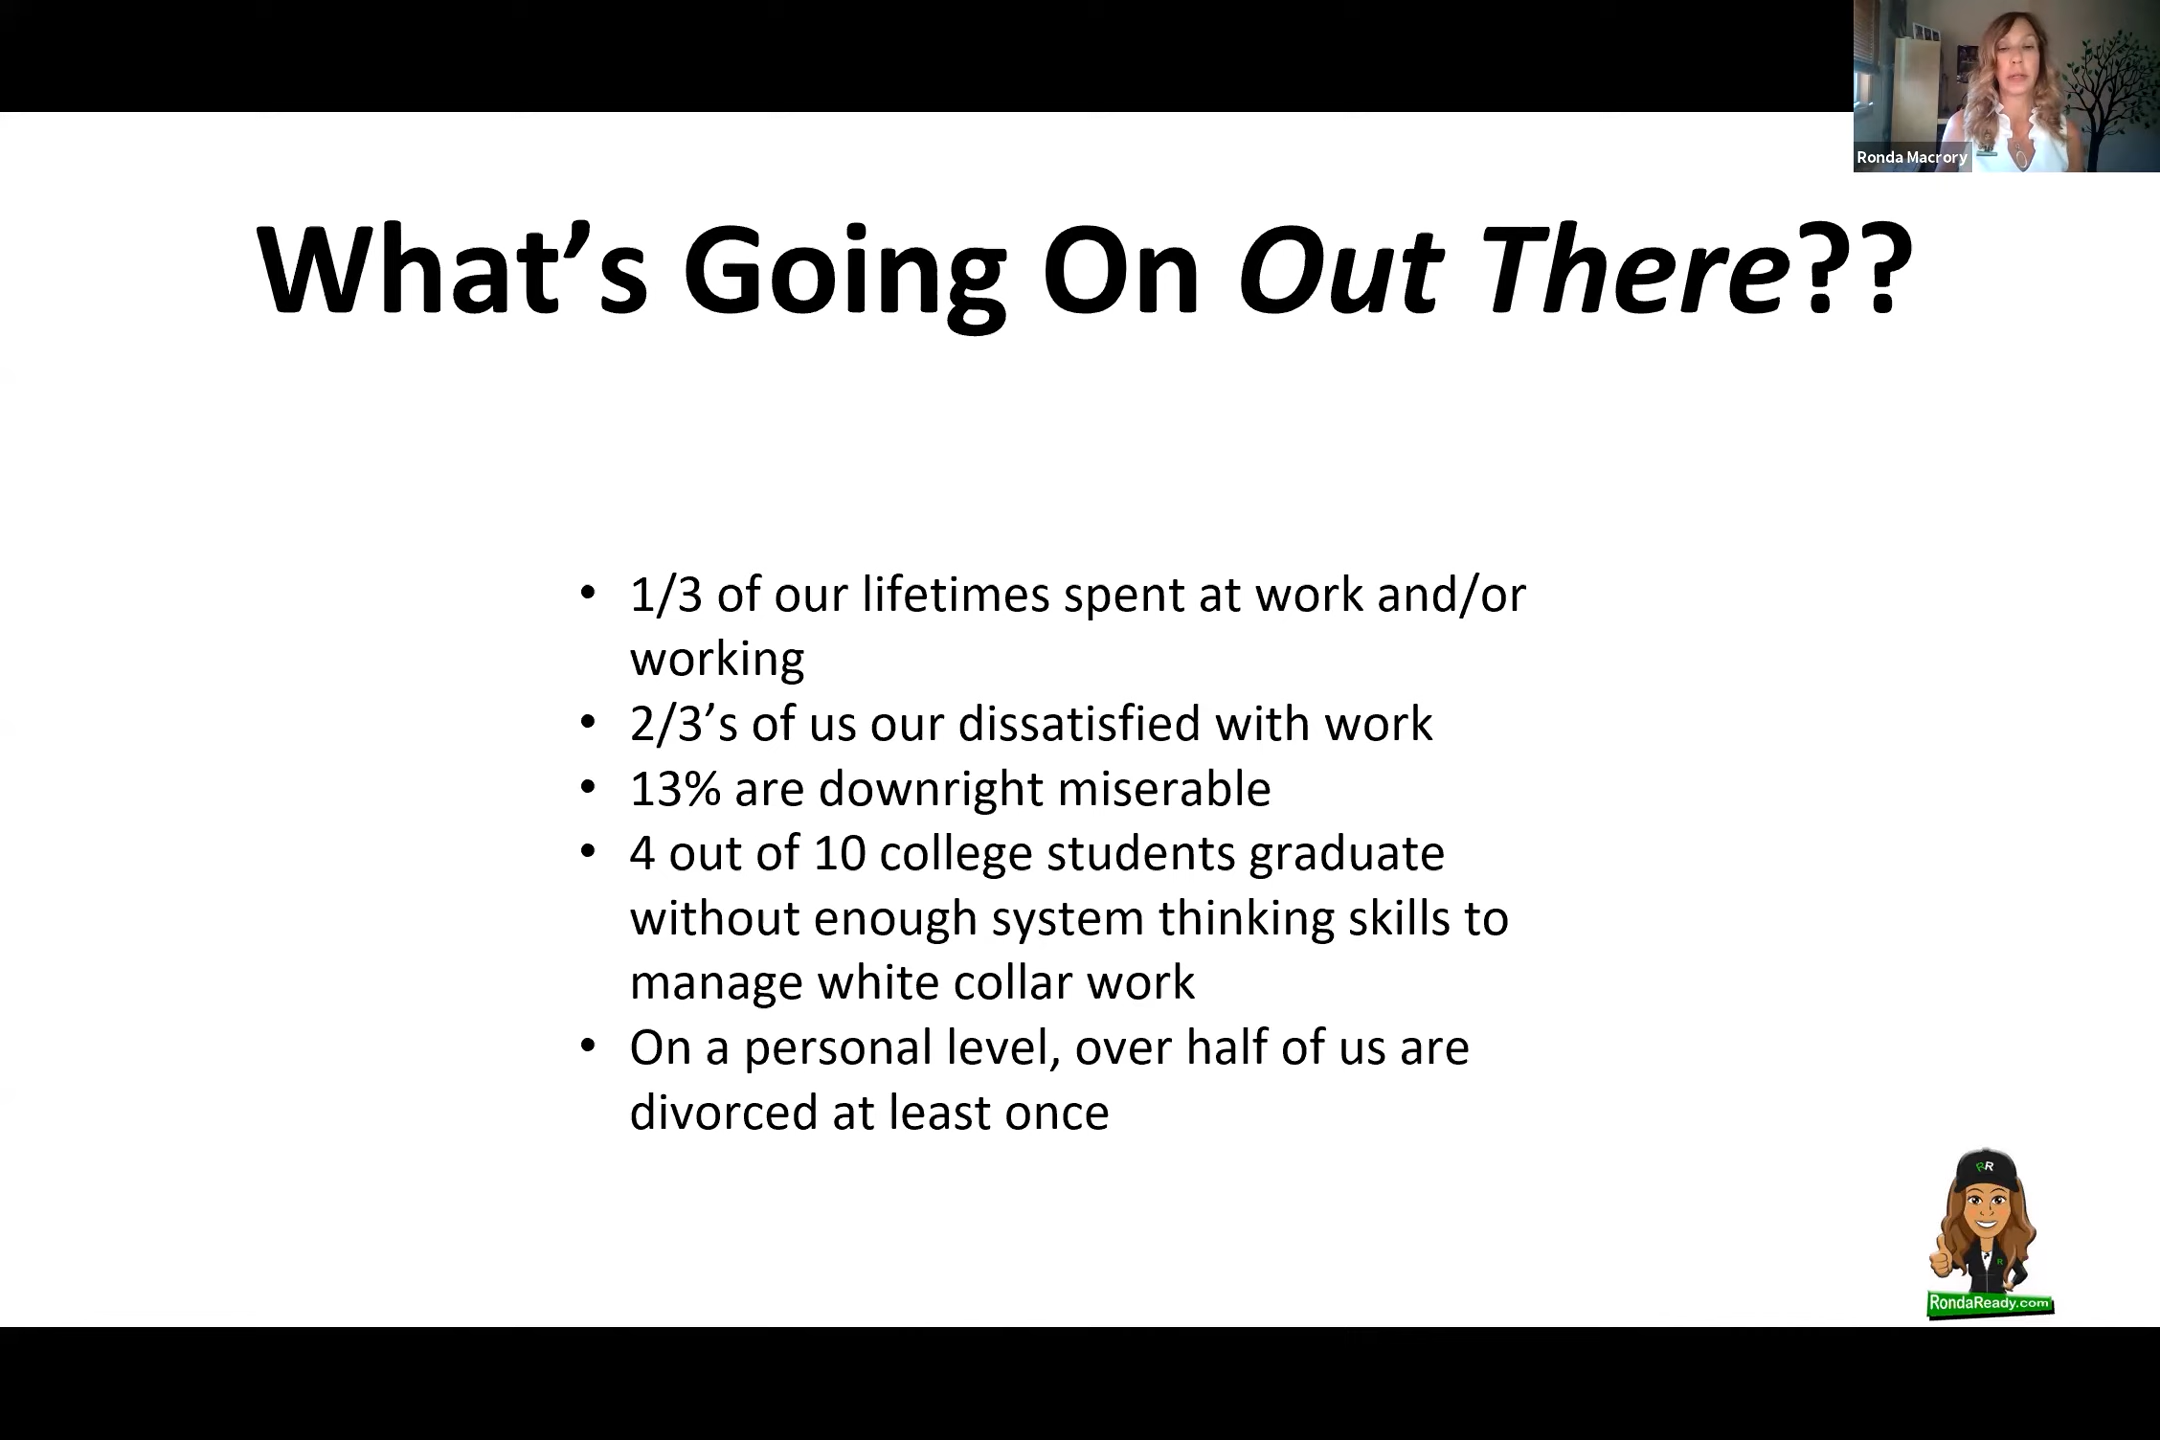 Ronda Macrory
What’s Going On Out There??
• 1/3 of our lifetimes spent at work and/or
working
• 2/3’s of us our dissatisfied with work
• 13% are downright miserable
• 4 out of 10 college students graduate
without enough system thinking skills to
manage white collar work
• On a personal level, over half of us are
divorced at least once
RR
R
RondaReady.com